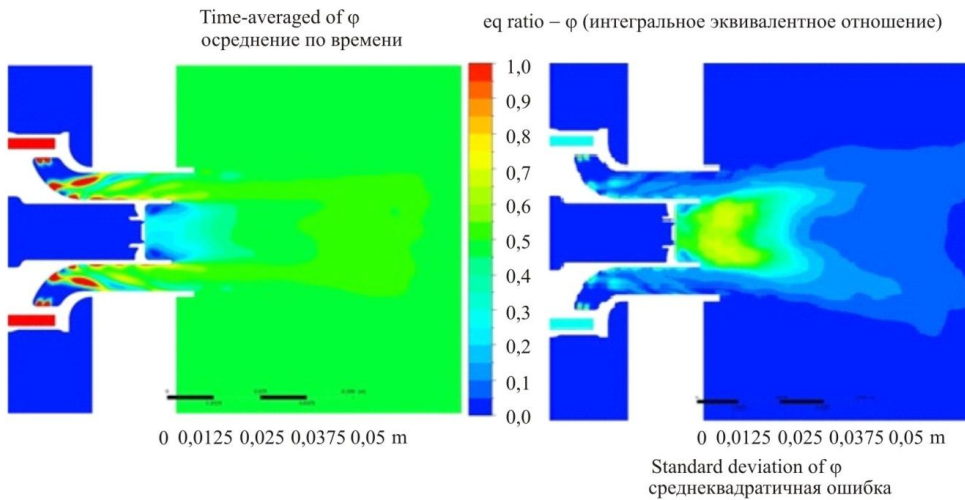 Time-averaged of φ
осреднение по времени
eq ratio – φ (интегральное эквивалентное отношение)
1,0
0,9
0,8
0,7
0,6
0,5
0,4
0,3
0,2
0,1
0,0
0 0,0125 0,025 0,0375 0,05 m
0 0,0125 0,025 0,0375 0,05 m
Standard deviation of φ
среднеквадратичная ошибка